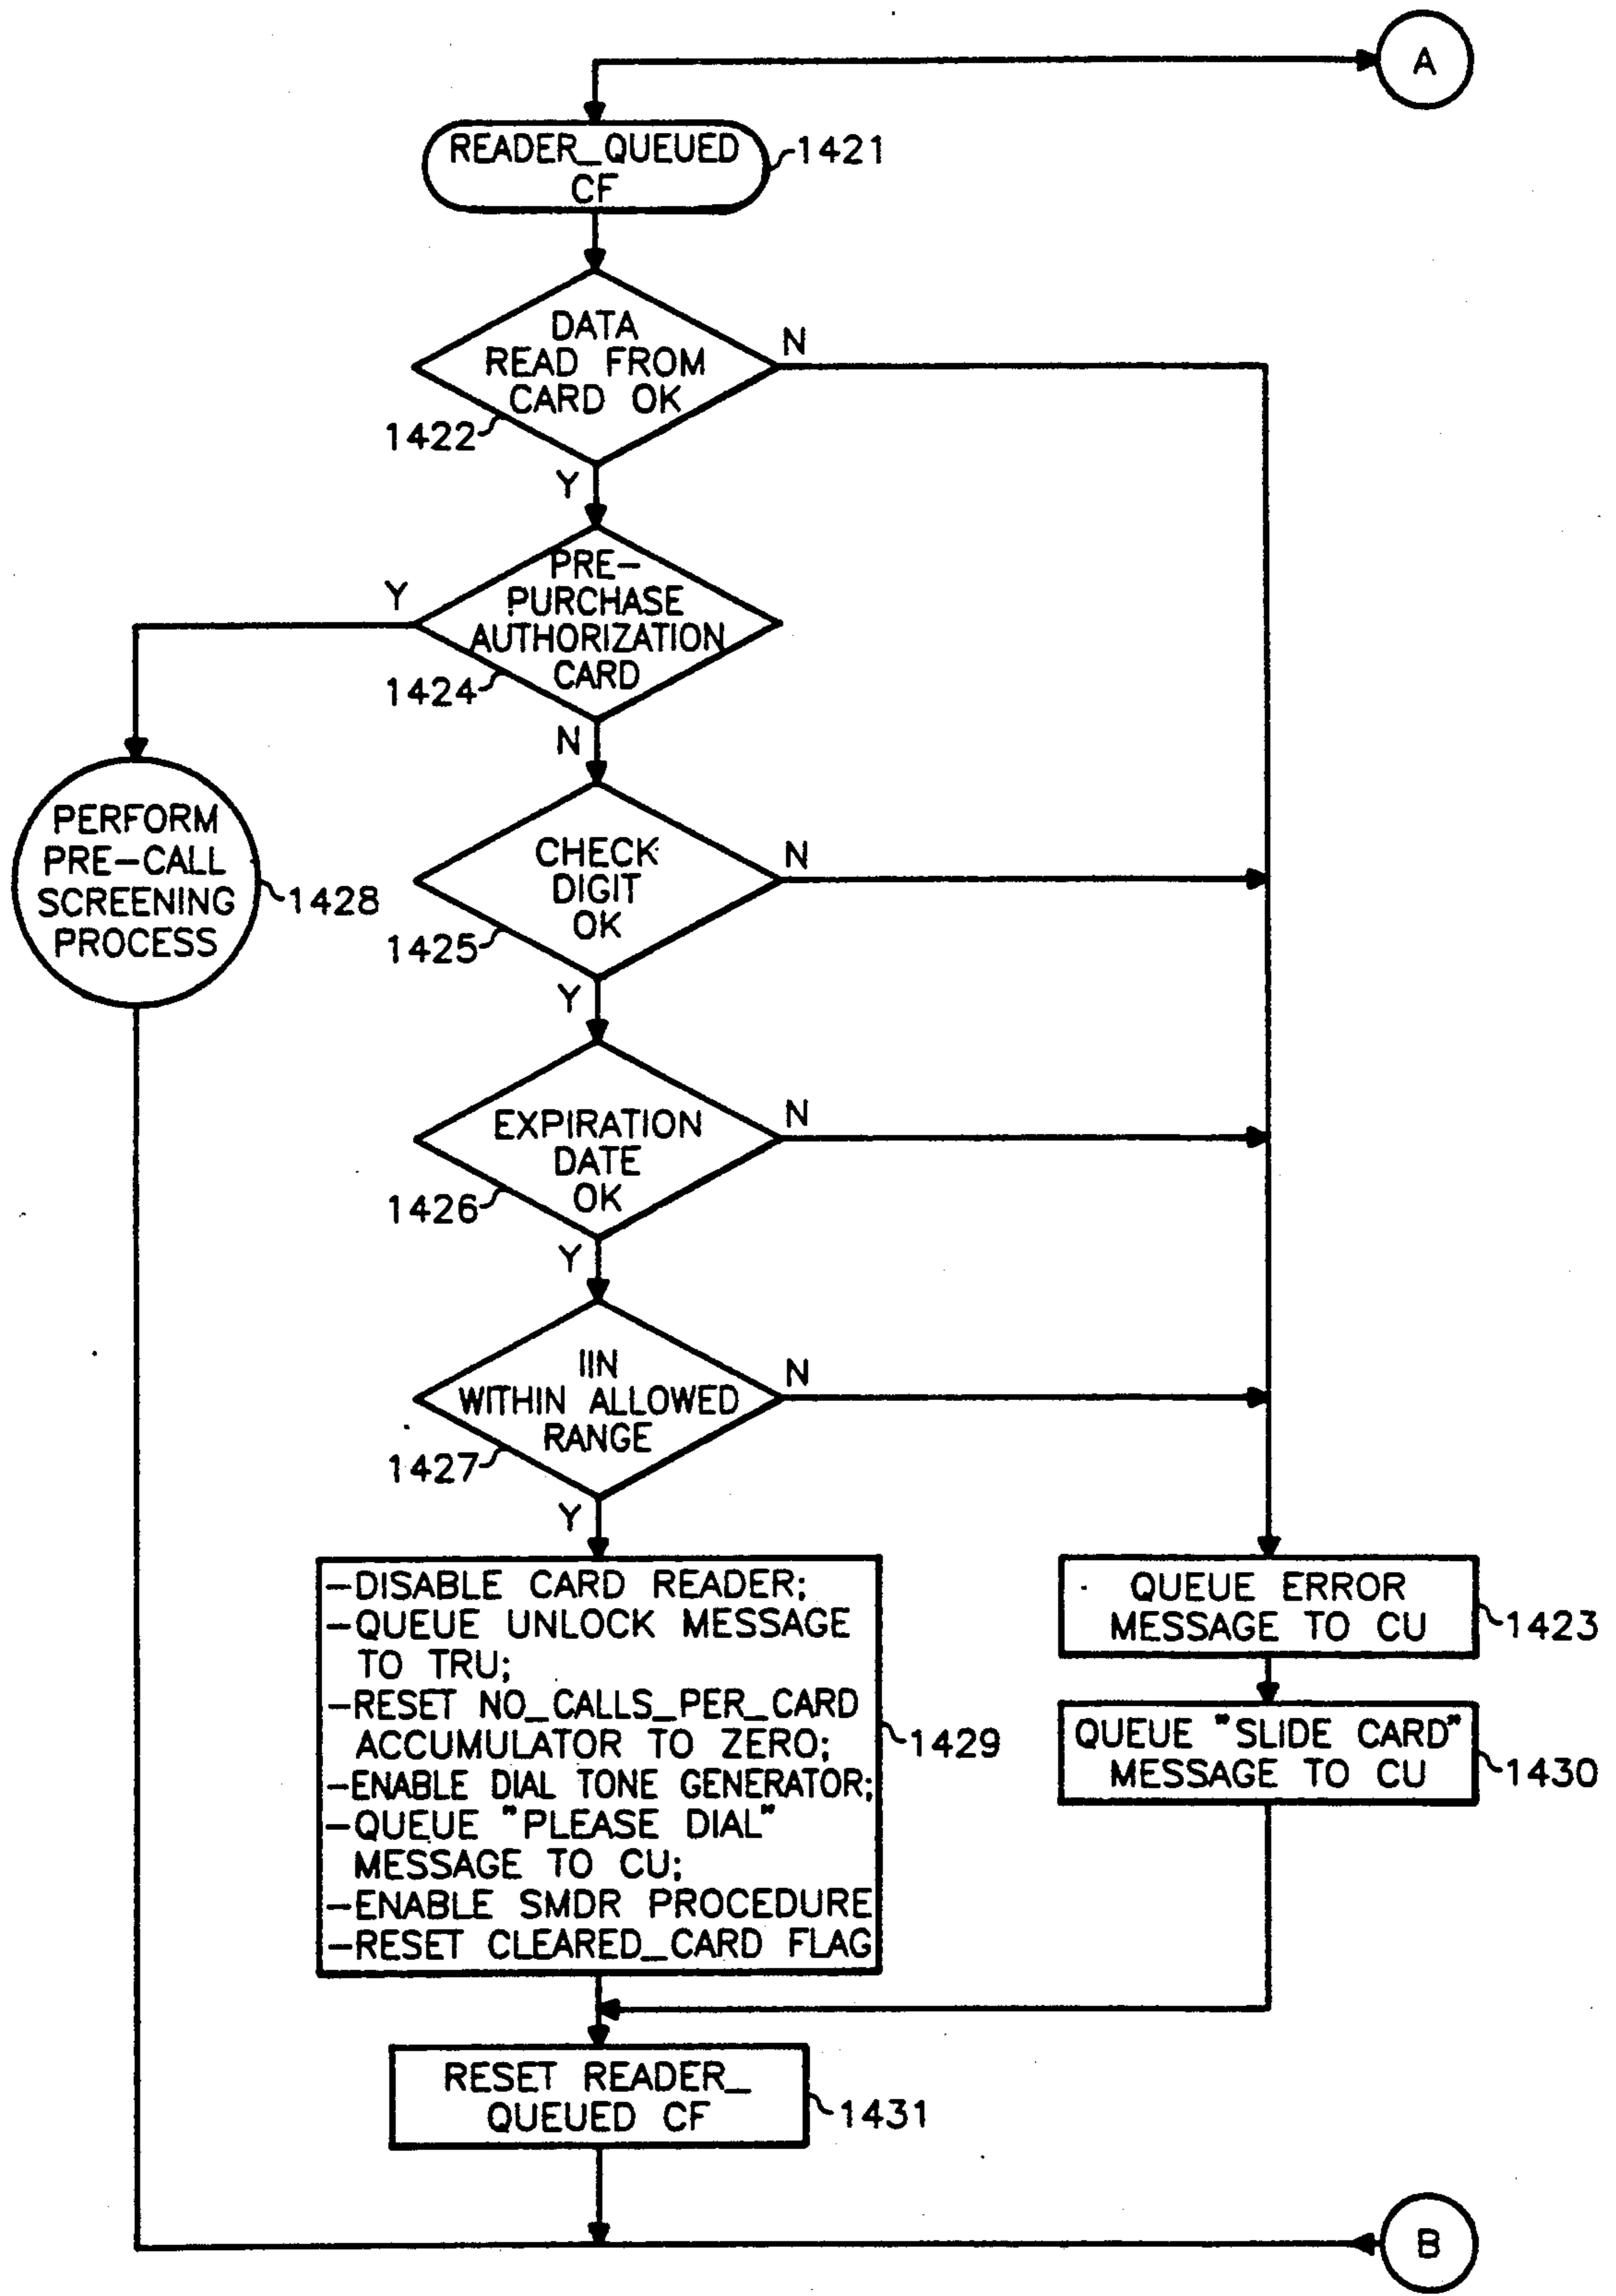 A
READER_QUEUED
CF
1421
DATA
READ FROM
CARD OK
1422
N
Y
PRE-
PURCHASE
AUTHORIZATION
CARD
1424
Y
N
PERFORM
PRE-CALL
SCREENING
PROCESS
1428
CHECK
DIGIT
OK
1425
N
Y
EXPIRATION
DATE
OK
1426
N
Y
IIN
WITHIN ALLOWED
RANGE
1427
N
Y
-DISABLE CARD READER;
-QUEUE UNLOCK MESSAGE
TO TRU;
-RESET NO_CALLS_PER_CARD
ACCUMULATOR TO ZERO;
-ENABLE DIAL TONE GENERATOR;
-QUEUE "PLEASE DIAL"
MESSAGE TO CU;
-ENABLE SMDR PROCEDURE
-RESET CLEARED_CARD FLAG
1429
QUEUE ERROR
MESSAGE TO CU
1423
QUEUE "SLIDE CARD"
MESSAGE TO CU
1430
RESET READER_
QUEUED CF
1431
B